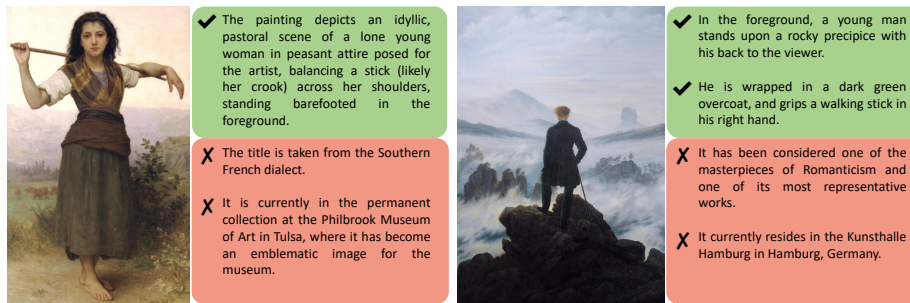 The painting depicts an idyllic,
pastoral scene of a lone young
woman in peasant attire posed for
the artist, balancing a stick (likely
her crook) across her shoulders,
standing barefooted in the
foreground.
The title is taken from the Southern
French dialect.
It is currently in the permanent
collection at the Philbrook Museum
of Art in Tulsa, where it has become
an emblematic image for the
museum.
In the foreground, a young man
stands upon a rocky precipice with
his back to the viewer.
He is wrapped in a dark green
overcoat, and grips a walking stick in
his right hand.
It has been considered one of the
masterpieces of Romanticism and
one of its most representative
works.
It currently resides in the Kunsthalle
Hamburg in Hamburg, Germany.